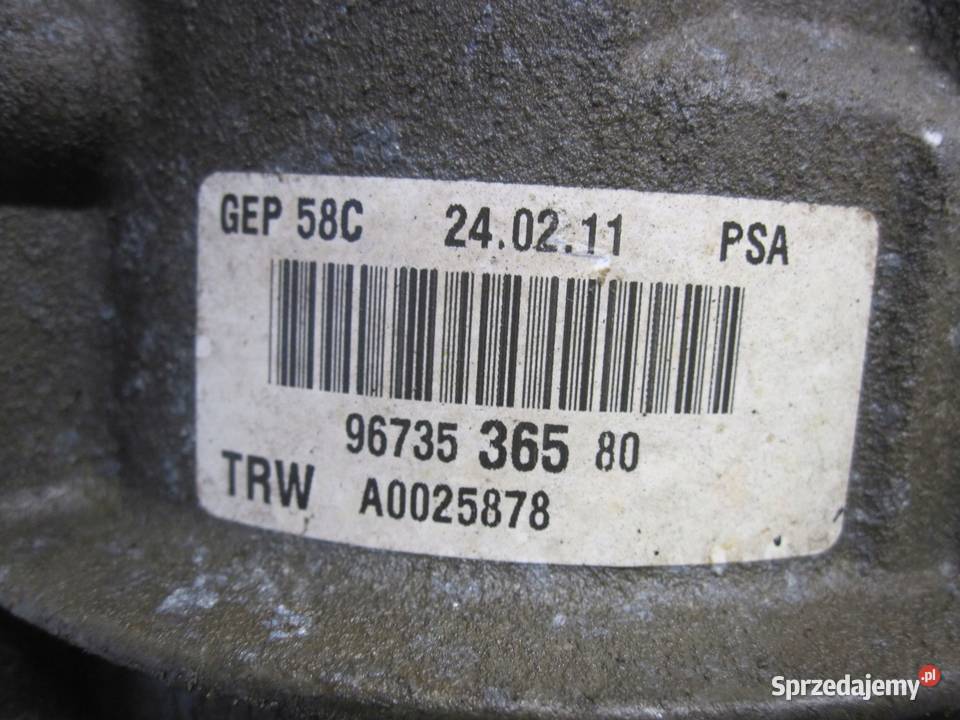 GEP 58C 24.02.11 PSA
96735 365 80
TRW A0025878
Sprzedajemy.pl